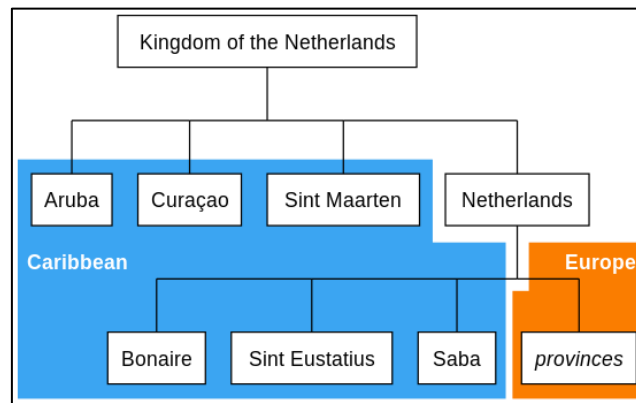 Kingdom of the Netherlands
Aruba
Curaçao
Sint Maarten
Netherlands
Caribbean
Europe
Bonaire
Sint Eustatius
Saba
provinces